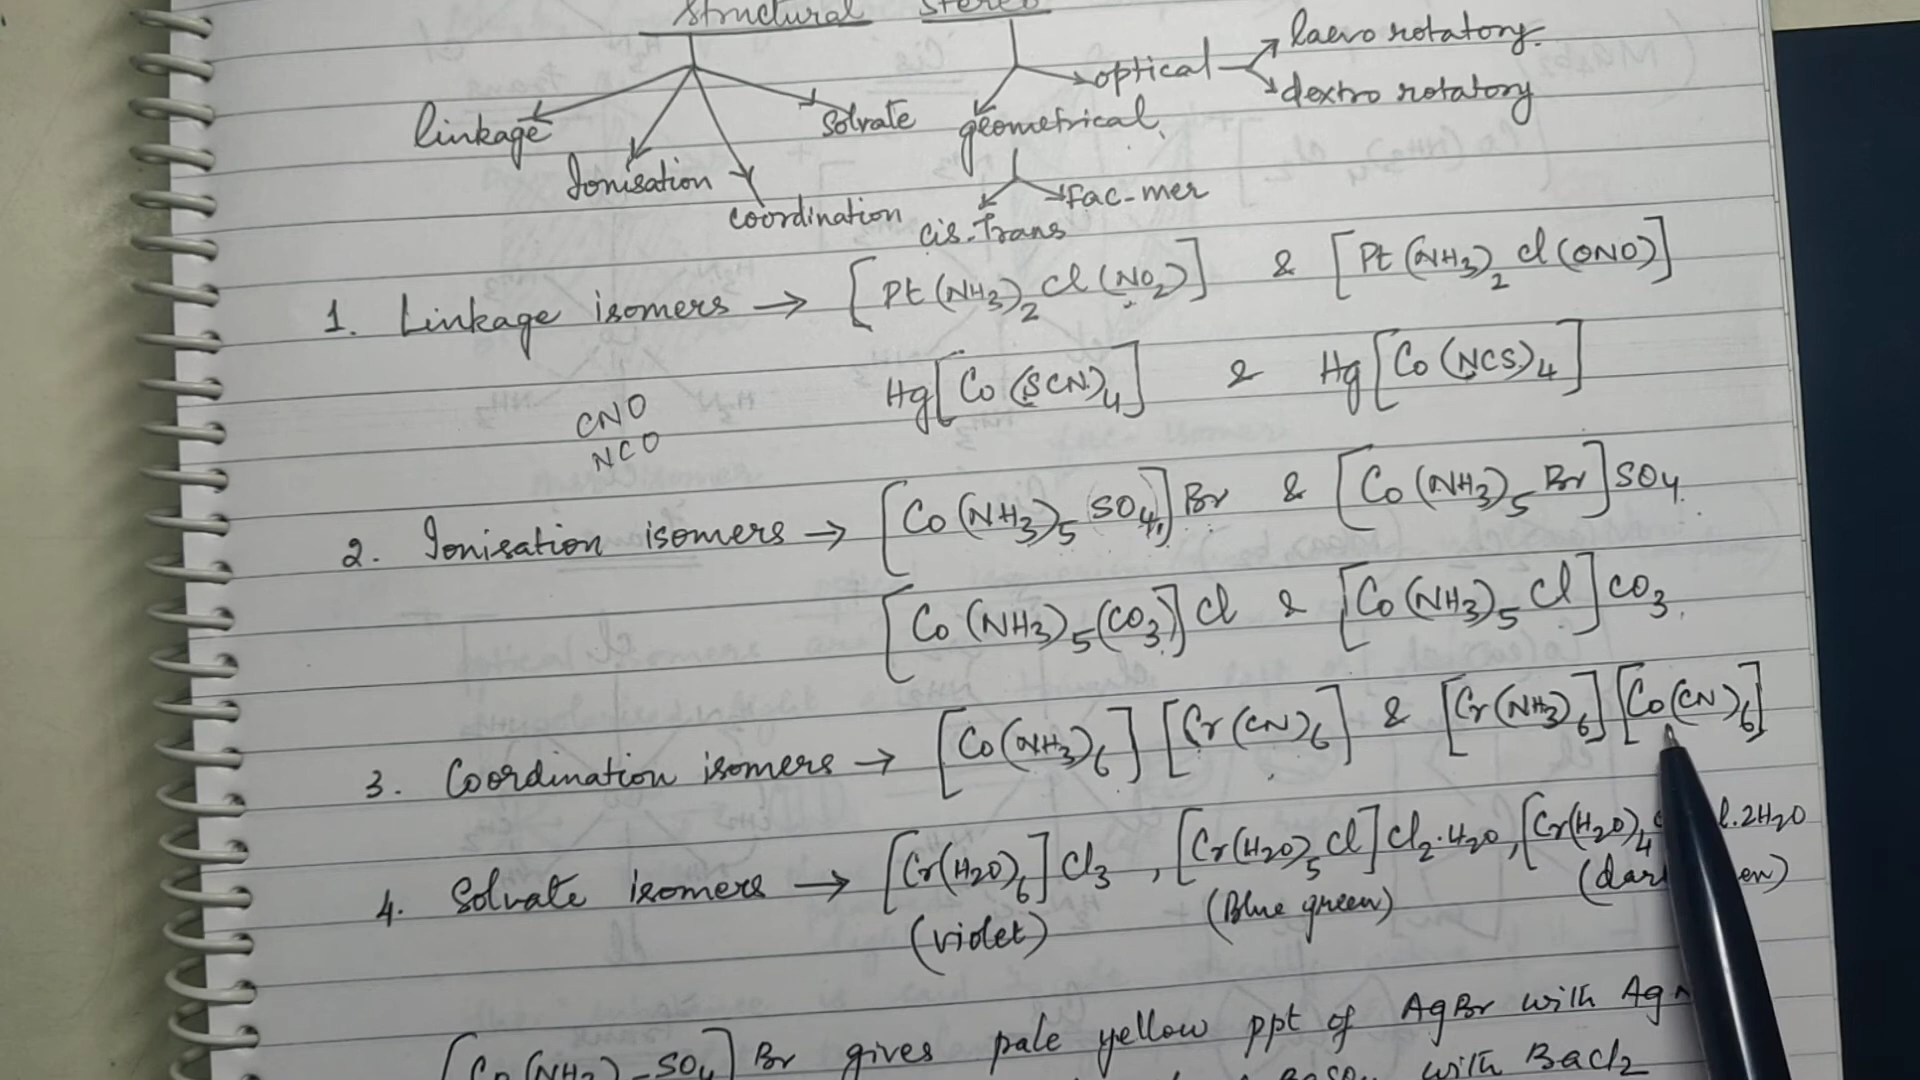 Structural Stereo
laevo rotatory.
optical
dextro rotatory
linkage
Solvate
geometrical
Ionisation
fac-mer
coordination
cis-Trans
1. Linkage isomers → [Pt(NH3)2Cl(NO2)] & [Pt(NH3)2Cl(ONO)]
Hg[Co(SCN)4] & Hg[Co(NCS)4]
CNO
NCO
2. Ionisation isomers → [Co(NH3)5SO4]Br & [Co(NH3)5Br]SO4
[Co(NH3)5(CO3)]Cl & [Co(NH3)5Cl]CO3
3. Coordination isomers → [Co(NH3)6][Cr(CN)6] & [Cr(NH3)6][Co(CN)6]
4. Solvate isomers → [Cr(H2O)6]Cl3, [Cr(H2O)5Cl]Cl2.H2O, [Cr(H2O)4 .2H2O
(violet) (Blue green)
SO4]Br gives pale yellow ppt of AgBr with
with BaCl2